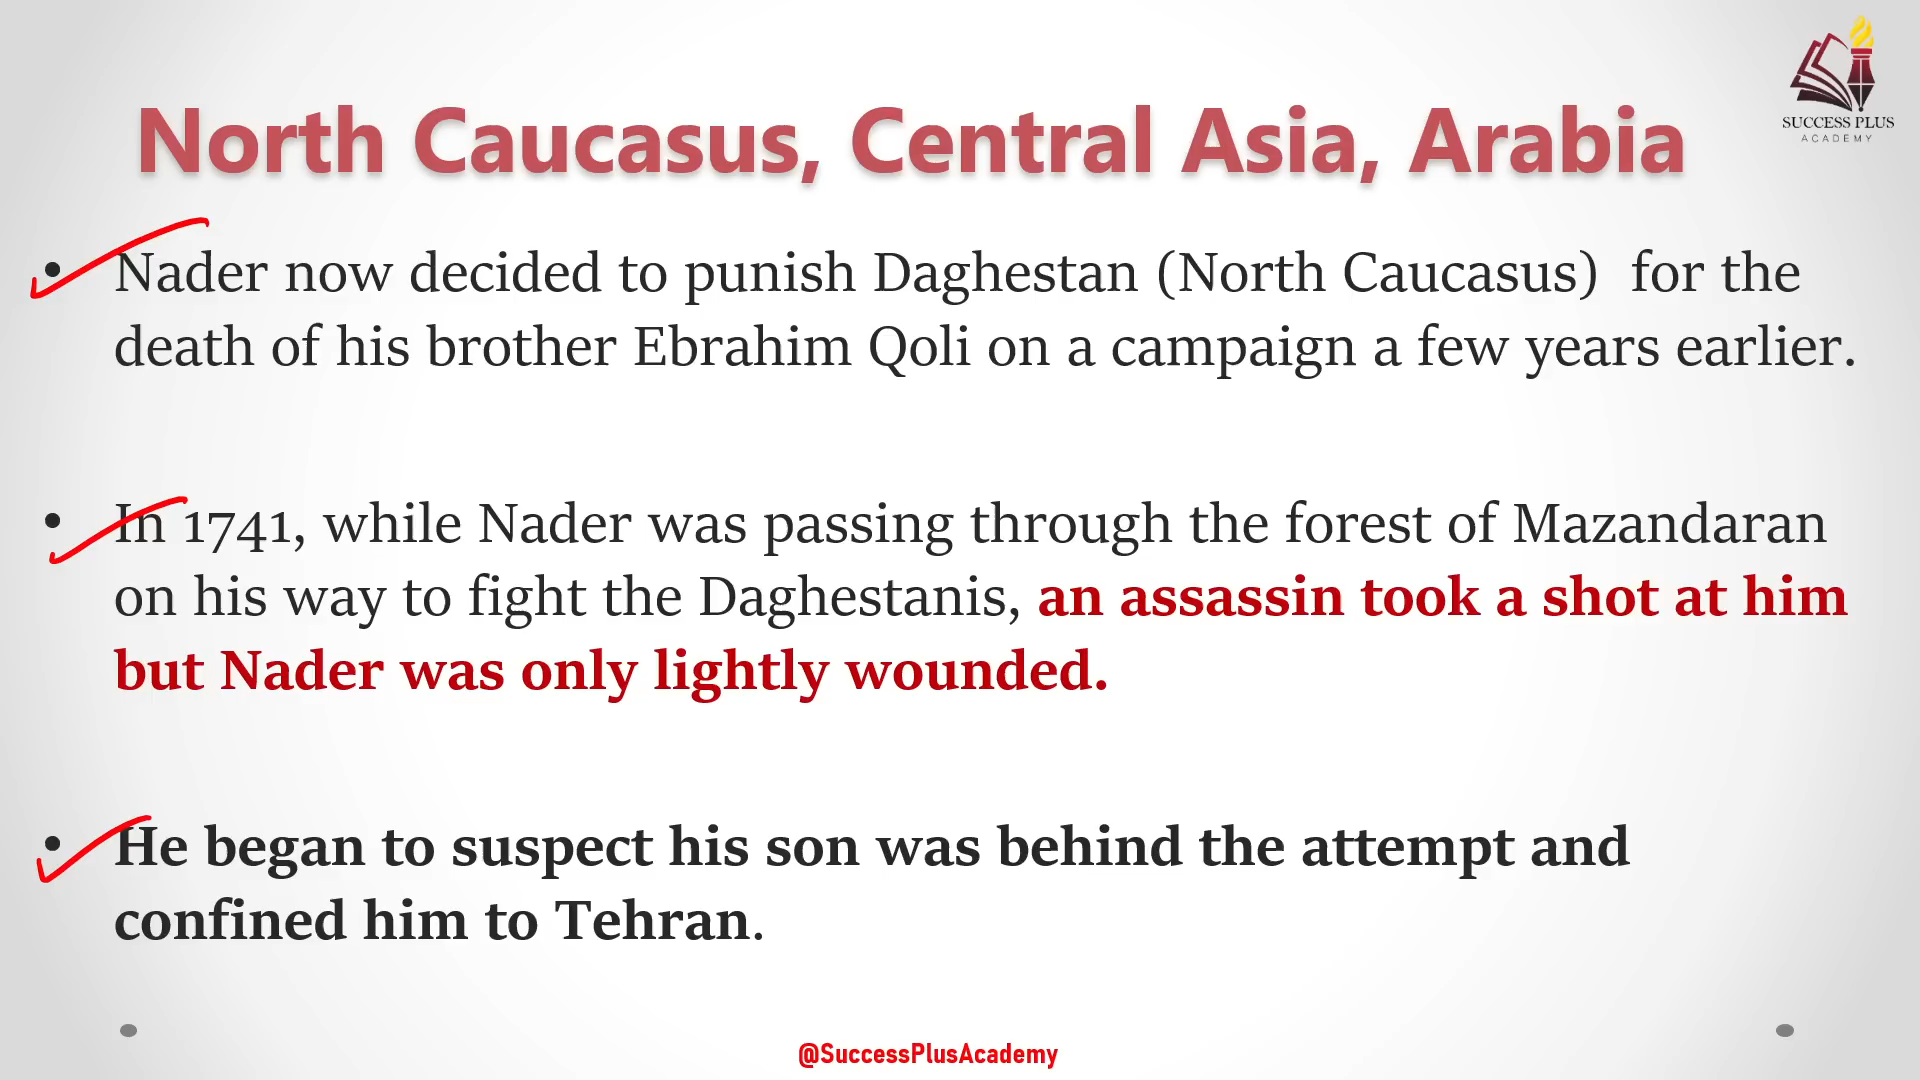 SUCCESS PLUS
ACADEMY
North Caucasus, Central Asia, Arabia
• Nader now decided to punish Daghestan (North Caucasus) for the
death of his brother Ebrahim Qoli on a campaign a few years earlier.
• In 1741, while Nader was passing through the forest of Mazandaran
on his way to fight the Daghestanis, an assassin took a shot at him
but Nader was only lightly wounded.
• He began to suspect his son was behind the attempt and
confined him to Tehran.
@SuccessPlusAcademy